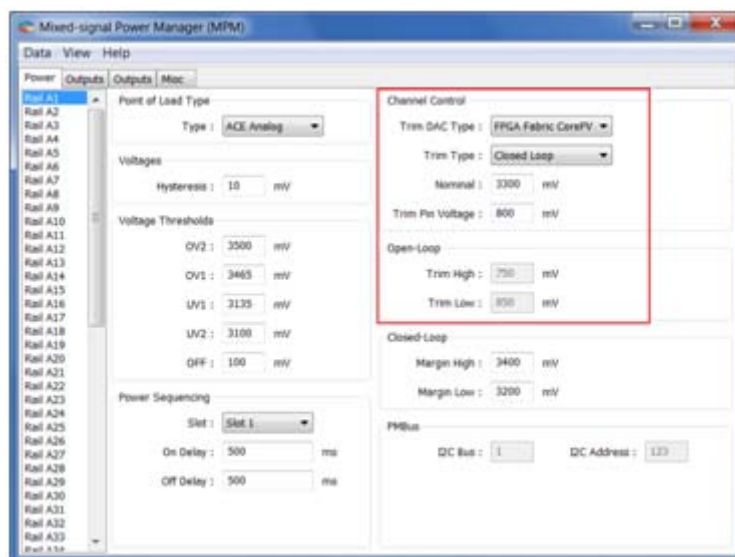 Mixed-signal Power Manager (MPM)
Data View Help
Power Outputs Outputs Misc
Rail A1
Rail A2
Rail A3
Rail A4
Rail A5
Rail A6
Rail A7
Rail A8
Rail A9
Rail A10
Rail A11
Rail A12
Rail A13
Rail A14
Rail A15
Rail A16
Rail A17
Rail A18
Rail A19
Rail A20
Rail A21
Rail A22
Rail A23
Rail A24
Rail A25
Rail A26
Rail A27
Rail A28
Rail A29
Rail A30
Rail A31
Rail A32
Rail A33
Rail A34
Point of Load Type
Type : ACE Analog
Voltages
Hysteresis : 10 mV
Voltage Thresholds
OV2 : 3500 mV
OV1 : 3465 mV
UV1 : 3135 mV
UV2 : 3100 mV
OFF : 100 mV
Power Sequencing
Slot : Slot 1
On Delay : 500 ms
Off Delay : 500 ms
Channel Control
Trim DAC Type : FPGA Fabric CorePV
Trim Type : Closed Loop
Nominal : 3300 mV
Trim Pin Voltage : 800 mV
Open-Loop
Trim High : 750 mV
Trim Low : 850 mV
Closed-Loop
Margin High : 3400 mV
Margin Low : 3200 mV
PMBus
I2C Bus : 1 I2C Address : 123